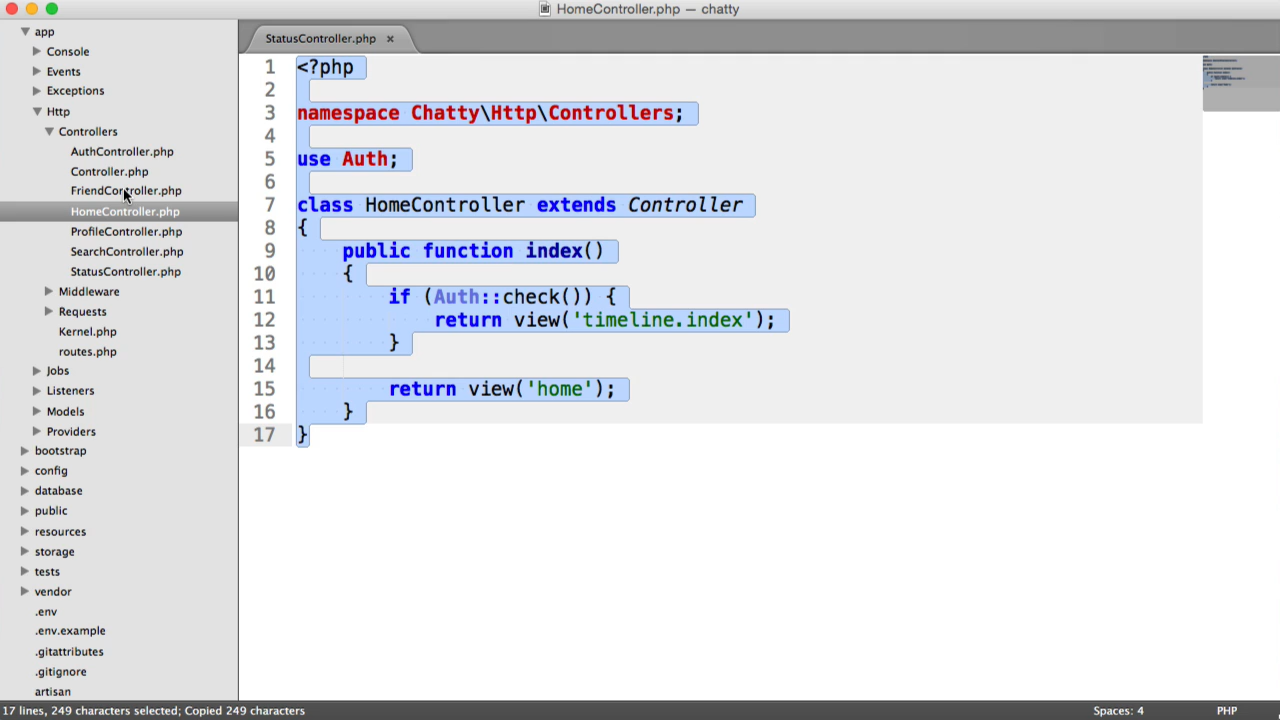 HomeController.php — chatty
app
Console
Events
Exceptions
Http
Controllers
AuthController.php
Controller.php
FriendController.php
HomeController.php
ProfileController.php
SearchController.php
StatusController.php
Middleware
Requests
Kernel.php
routes.php
Jobs
Listeners
Models
Providers
bootstrap
config
database
public
resources
storage
tests
vendor
.env
.env.example
.gitattributes
.gitignore
artisan
StatusController.php ×
1 <?php
2
3 namespace Chatty\Http\Controllers;
4
5 use Auth;
6
7 class HomeController extends Controller
8 {
9 public function index()
10 {
11 if (Auth::check()) {
12 return view('timeline.index');
13 }
14
15 return view('home');
16 }
17 }
17 lines, 249 characters selected; Copied 249 characters
Spaces: 4
PHP